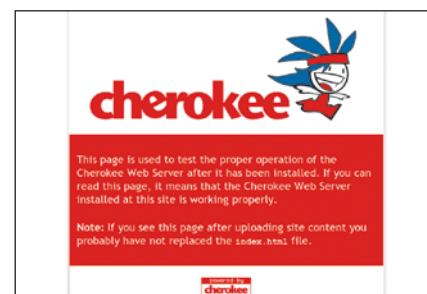 cherokee
This page is used to test the proper operation of the
Cherokee Web Server after it has been installed. If you can
read this page, it means that the Cherokee Web Server
installed at this site is working properly.
Note: If you see this page after uploading site content you
probably have not replaced the index.html file.
powered by
cherokee